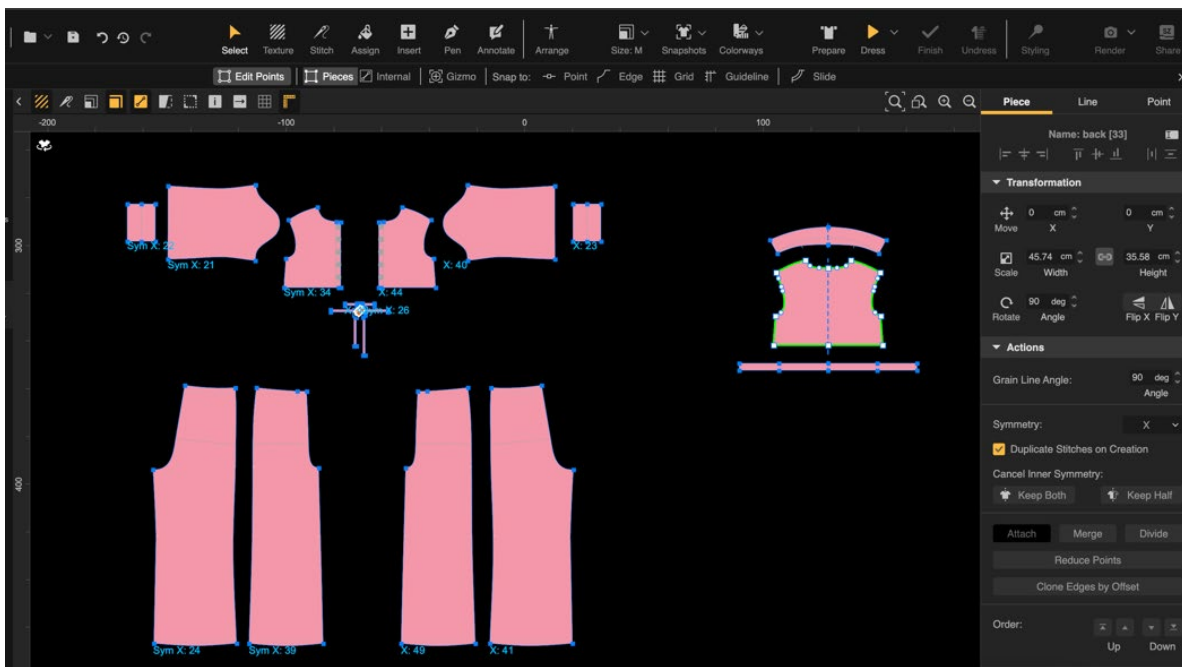 Select Texture Stitch Assign Insert Pen Annotate Arrange Size: M Snapshots Colorways Prepare Dress Finish Undress Styling Render Share
Edit Points Pieces Internal Gizmo Snap to: Point Edge Grid Guideline Slide
Piece Line Point
-200 -100 0 100
Name: back [33]
Transformation
0 cm 0 cm
Move X Y
300
Sym X: 22
X: 23
Sym X: 21
X: 40
45.74 cm 35.58 cm
Scale Width Height
Sym X: 34
X: 44
X: 26
90 deg
Rotate Angle Flip X Flip Y
Actions
Grain Line Angle: 90 deg
Angle
Symmetry: X
Duplicate Stitches on Creation
Cancel Inner Symmetry:
400
Keep Both Keep Half
Attach Merge Divide
Reduce Points
Clone Edges by Offset
Order:
Up Down
Sym X: 24
Sym X: 39
X: 49
X: 41